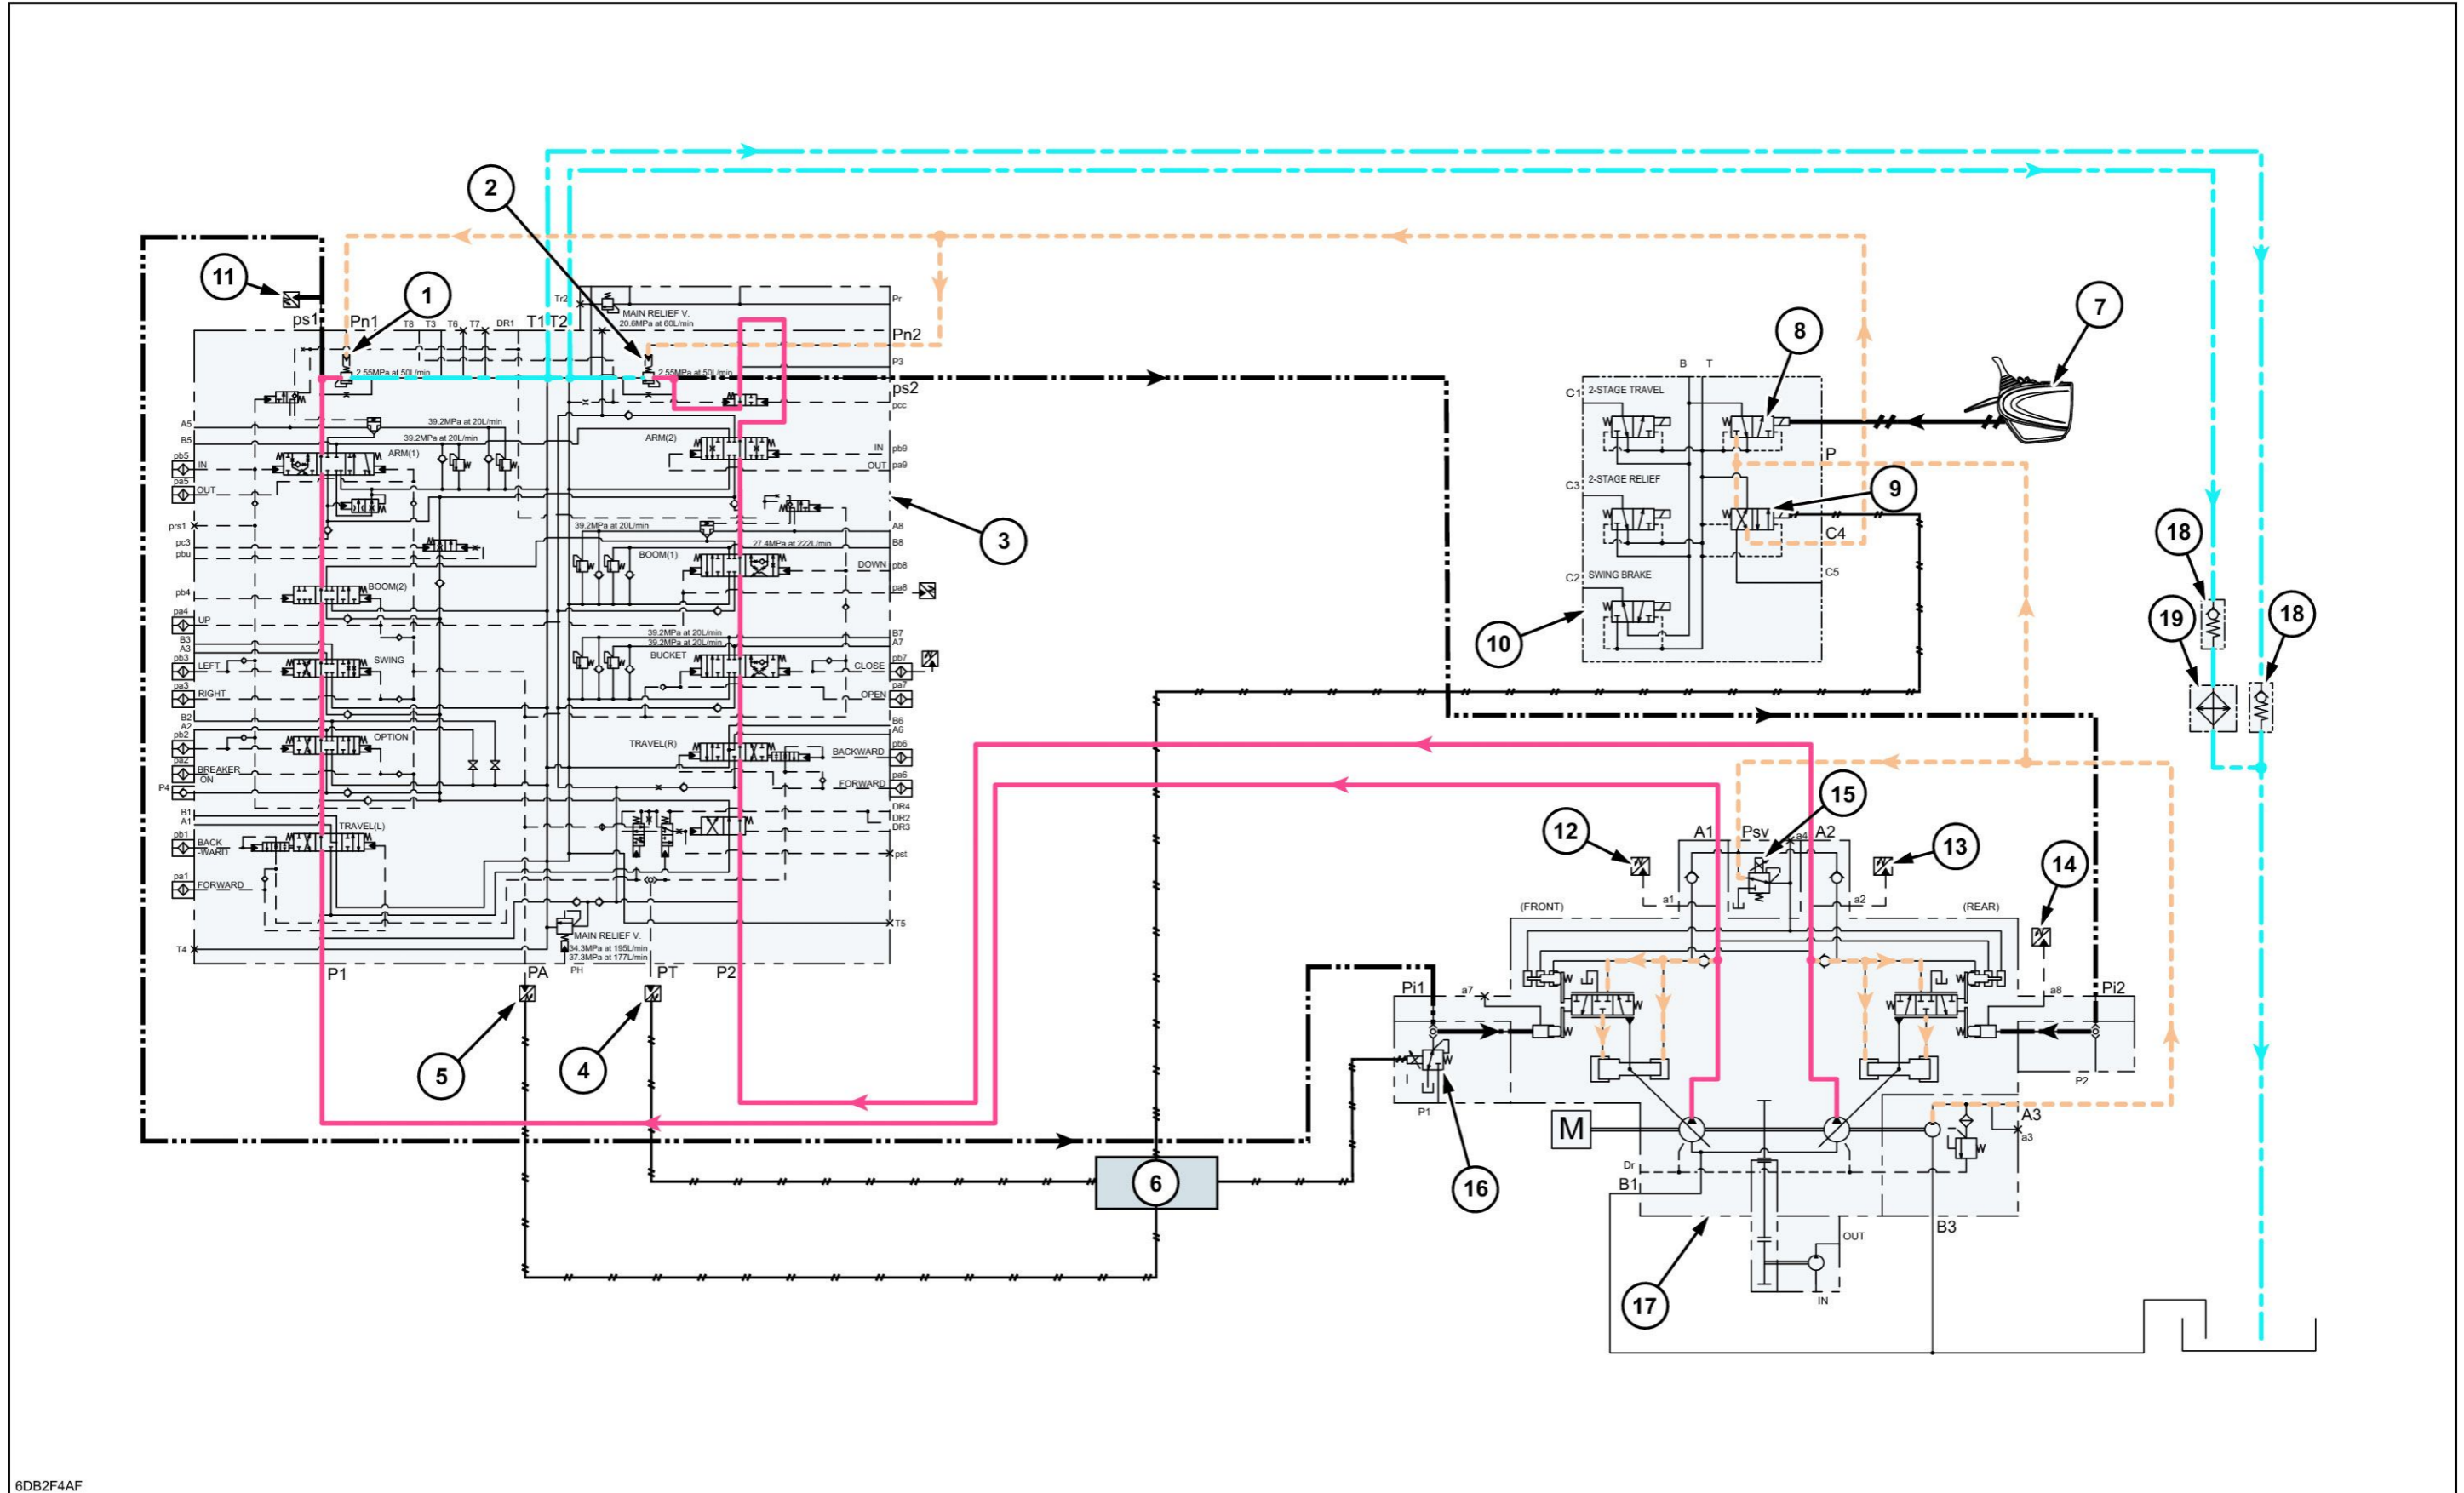 2
11
1
ps1
Pn1
T8
T3
T6
T7
DR1
T1
T2
Tr2
MAIN RELIEF V.
20.6MPa at 60L/min
Pr
Pn2
P3
ps2
pcc
2.55MPa at 50L/min
2.55MPa at 50L/min
A5
B5
39.2MPa at 20L/min
39.2MPa at 20L/min
ARM(1)
pb5
IN
pa5
OUT
prs1
pc3
pbu
BOOM(2)
pb4
pa4
UP
B3
A3
pb3
LEFT
SWING
pa3
RIGHT
B2
A2
pb2
OPTION
pa2
BREAKER
ON
P4
B1
A1
pb1
BACK
-WARD
TRAVEL(L)
pa1
FORWARD
T4
ARM(2)
IN
pb9
OUT
pa9
3
39.2MPa at 20L/min
A8
B8
27.4MPa at 222L/min
BOOM(1)
DOWN
pb8
pa8
39.2MPa at 20L/min
39.2MPa at 20L/min
B7
A7
BUCKET
CLOSE
pb7
OPEN
pa7
B6
A6
TRAVEL(R)
BACKWARD
pb6
FORWARD
pa6
DR4
DR2
DR3
pst
T5
MAIN RELIEF V.
34.3MPa at 195L/min
37.3MPa at 177L/min
P1
PA
PH
PT
P2
5
4
6
7
8
B
T
C1
2-STAGE TRAVEL
P
9
C3
2-STAGE RELIEF
C4
C2
SWING BRAKE
C5
10
18
19
18
15
12
13
14
A1
Psv
a4
A2
a1
a2
(FRONT)
(REAR)
Pi1
a7
a8
Pi2
P1
P2
16
M
A3
a3
Dr
B1
B3
OUT
IN
17
6DB2F4AF